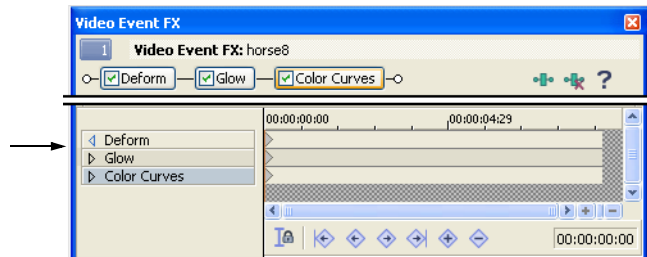 Video Event FX
1 Video Event FX: horse8
Deform Glow Color Curves ?
00:00:00:00 00:00:04:29
Deform
Glow
Color Curves
00:00:00:00